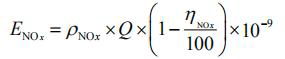 E_NOx = ρ_NOx × Q × (1 − η_NOx / 100) × 10⁻⁹